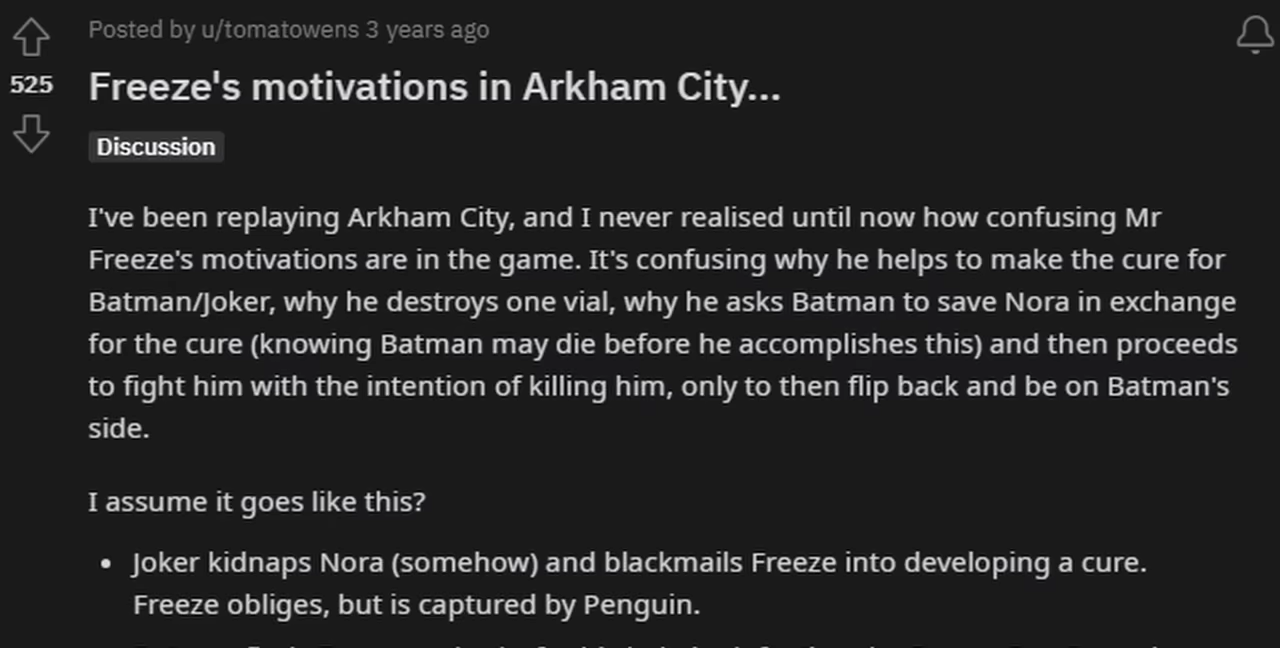 Posted by u/tomatowens 3 years ago
525
Freeze's motivations in Arkham City...
Discussion
I've been replaying Arkham City, and I never realised until now how confusing Mr
Freeze's motivations are in the game. It's confusing why he helps to make the cure for
Batman/Joker, why he destroys one vial, why he asks Batman to save Nora in exchange
for the cure (knowing Batman may die before he accomplishes this) and then proceeds
to fight him with the intention of killing him, only to then flip back and be on Batman's
side.
I assume it goes like this?
• Joker kidnaps Nora (somehow) and blackmails Freeze into developing a cure.
Freeze obliges, but is captured by Penguin.